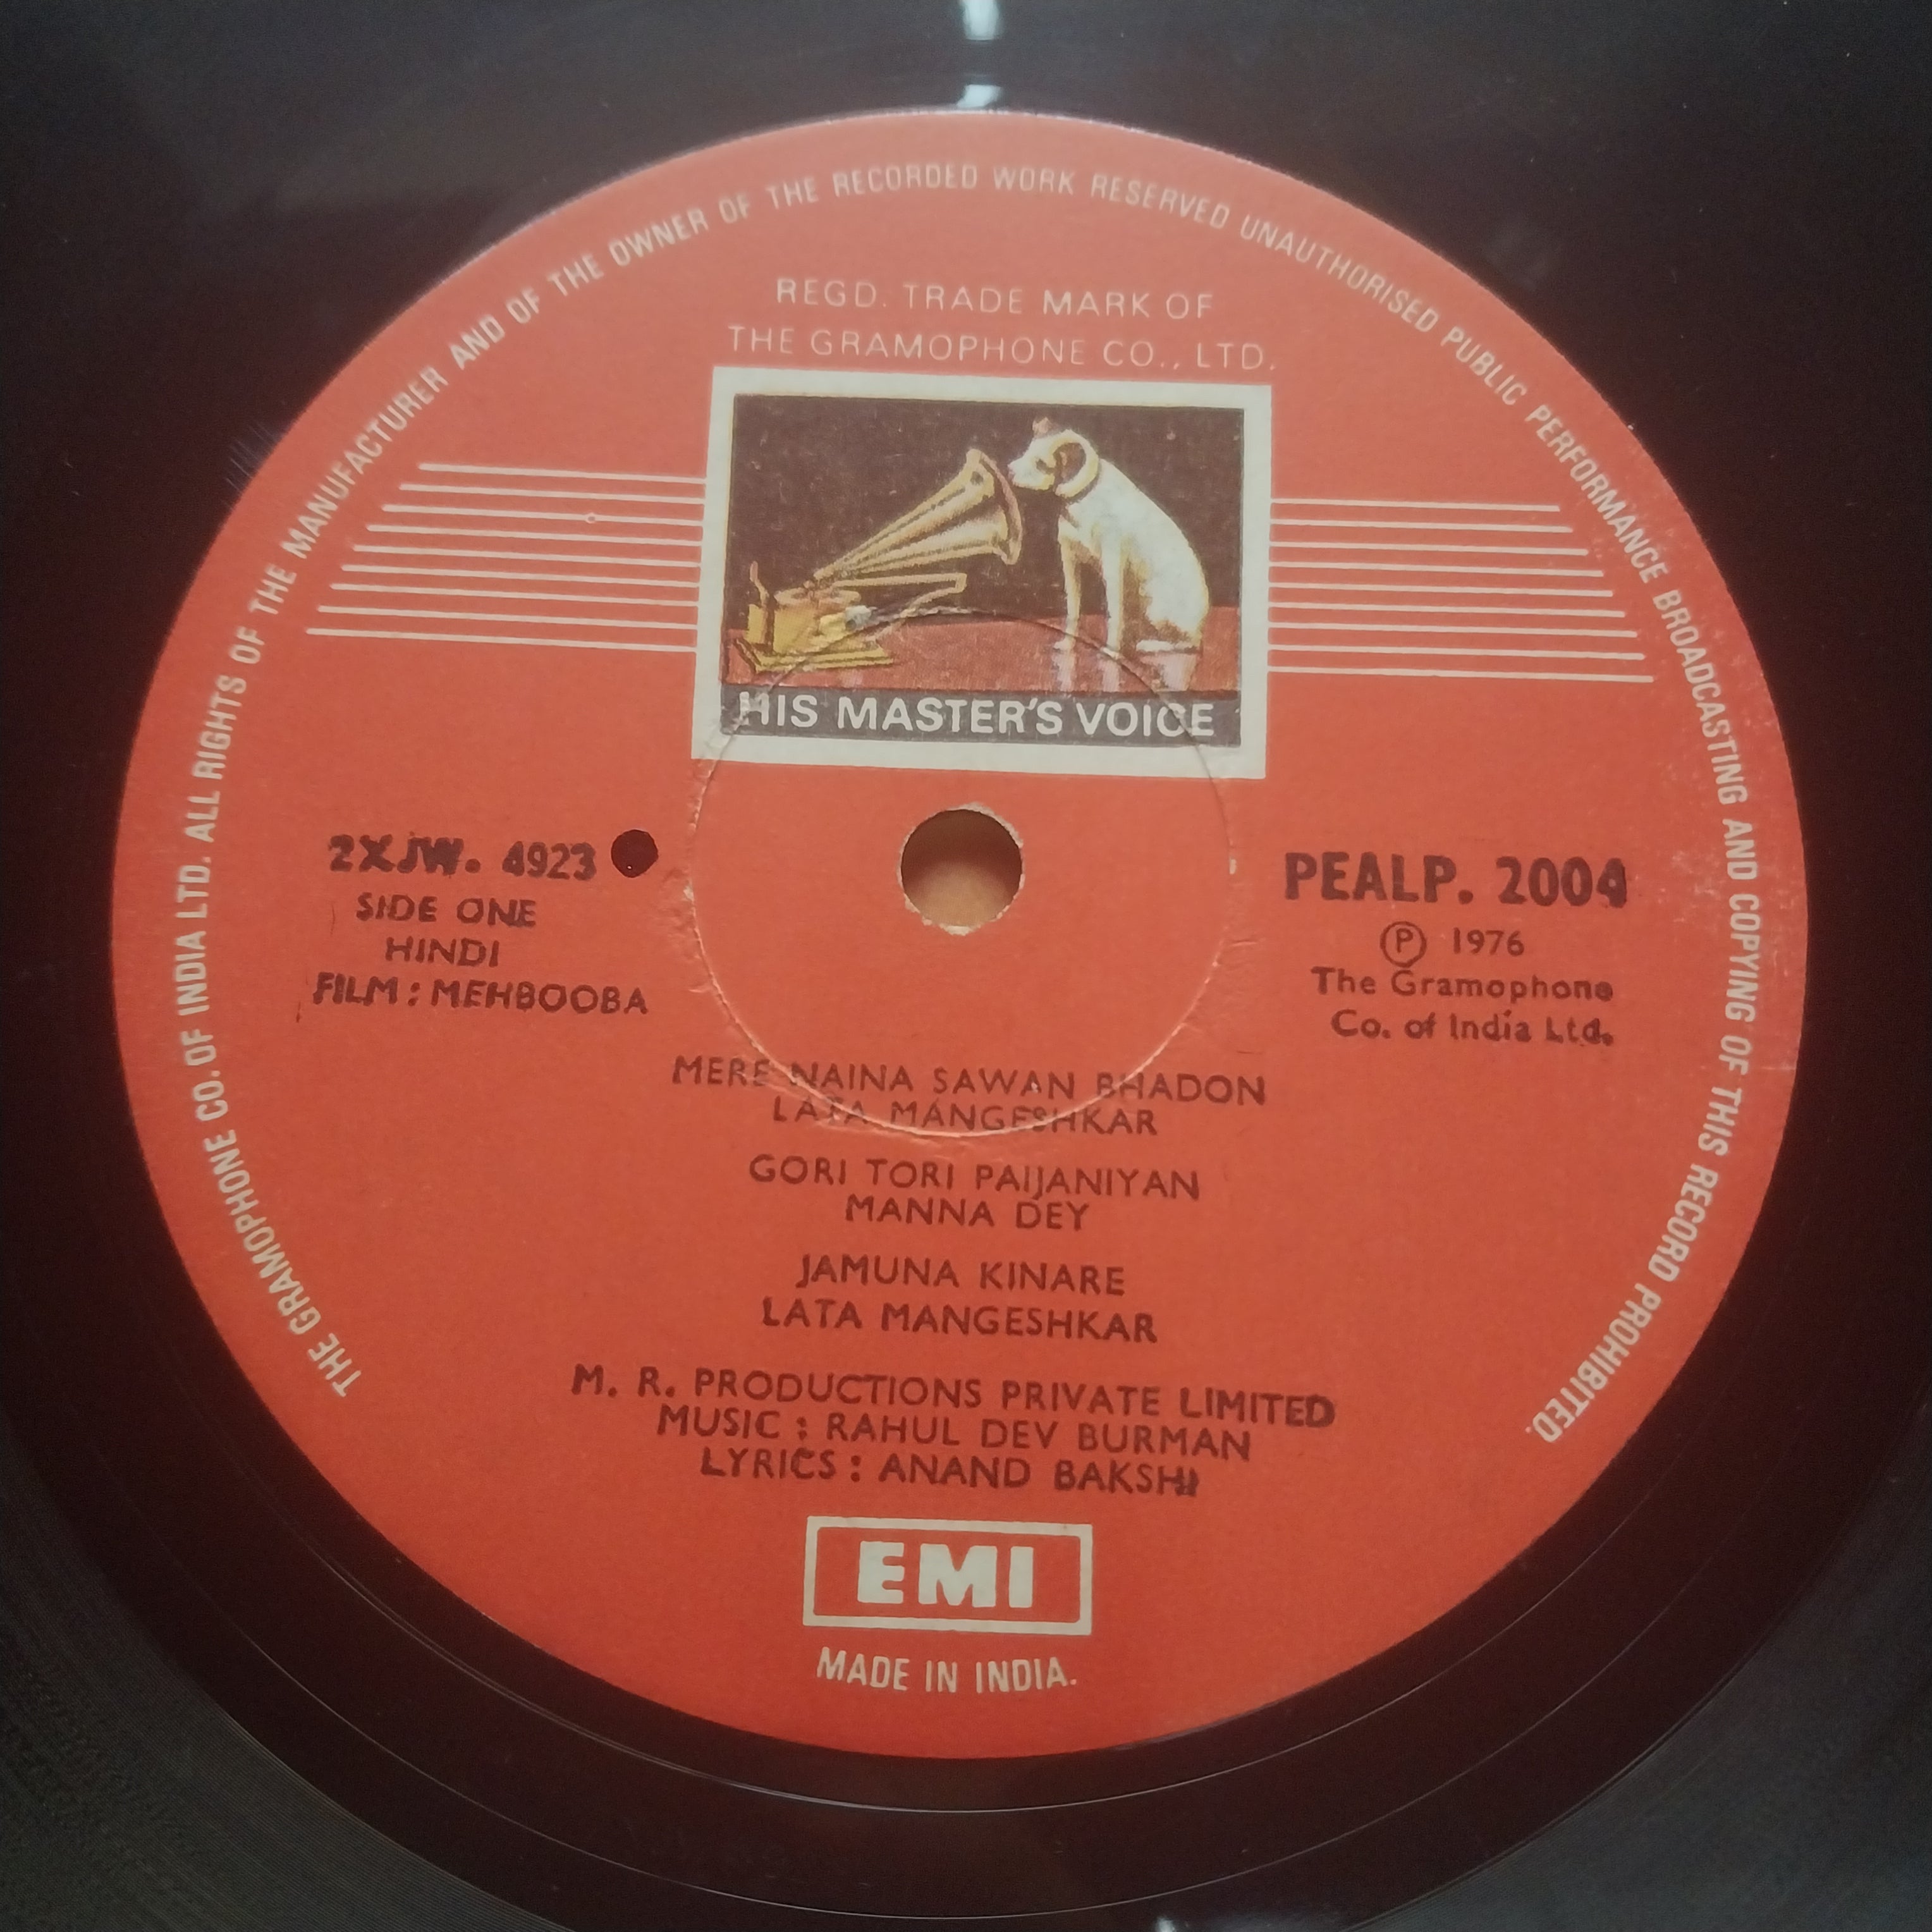 THE GRAMOPHONE CO. OF INDIA LTD. ALL RIGHTS OF THE MANUFACTURER AND OF THE OWNER OF THE RECORDED WORK RESERVED UNAUTHORISED PUBLIC PERFORMANCE BROADCASTING AND COPYING OF THIS RECORD PROHIBITED.
REGD. TRADE MARK OF
THE GRAMOPHONE CO., LTD.
HIS MASTER'S VOICE
2XJW. 4923
SIDE ONE
HINDI
FILM : MEHBOOBA
PEALP. 2004
℗ 1976
The Gramophone
Co. of India Ltd.
MERE NAINA SAWAN BHADON
LATA MANGESHKAR
GORI TORI PAIJANIYAN
MANNA DEY
JAMUNA KINARE
LATA MANGESHKAR
M. R. PRODUCTIONS PRIVATE LIMITED
MUSIC : RAHUL DEV BURMAN
LYRICS : ANAND BAKSHI
EMI
MADE IN INDIA.